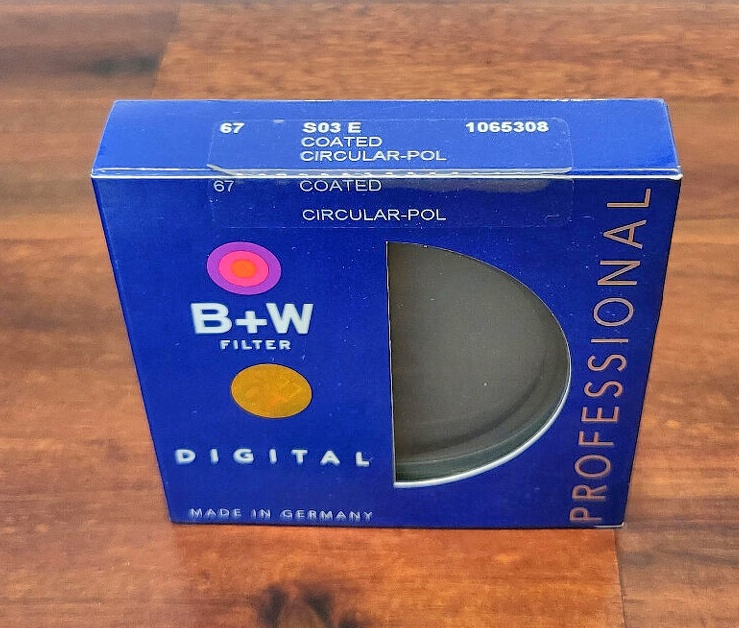 67 S03 E 1065308
COATED
CIRCULAR-POL
67 COATED
CIRCULAR-POL
B+W
FILTER
DIGITAL
MADE IN GERMANY
PROFESSIONAL